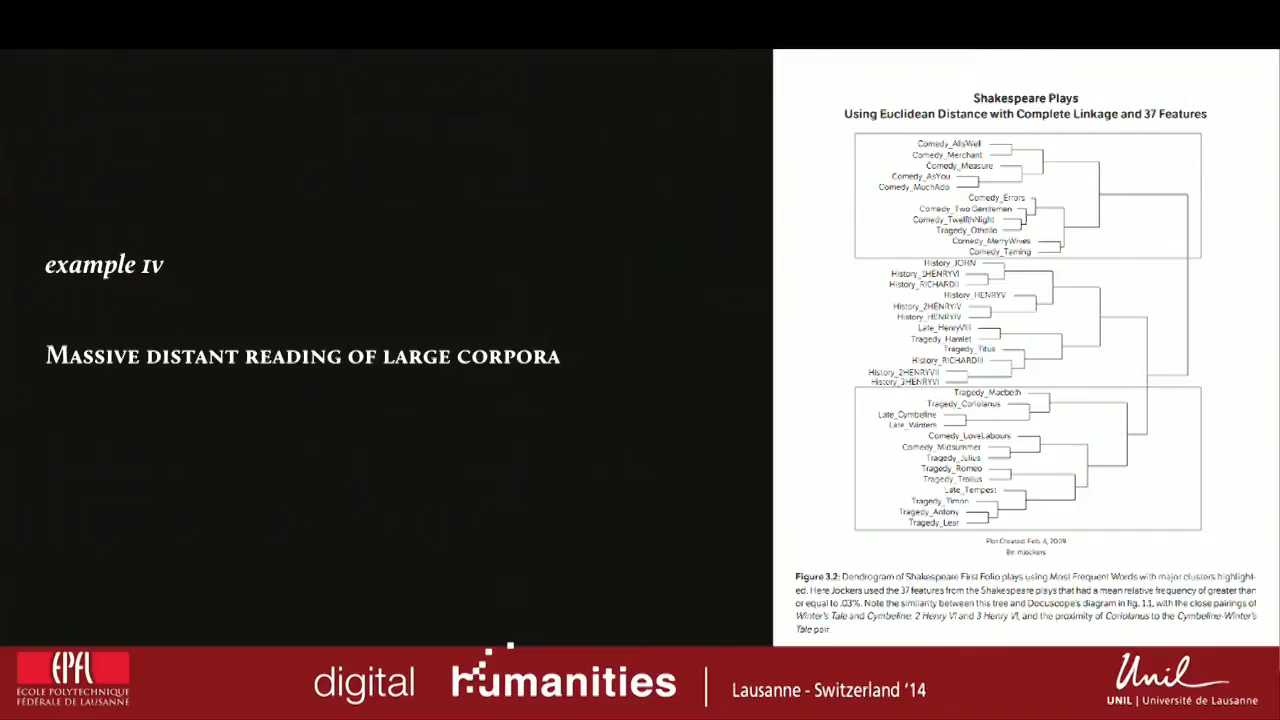 example IV
Massive distant reading of large corpora
Shakespeare Plays
Using Euclidean Distance with Complete Linkage and 37 Features
Comedy_AllsWell
Comedy_Merchant
Comedy_Measure
Comedy_AsYou
Comedy_MuchAdo
Comedy_Errors
Comedy_Two Gentlemen
Comedy_TwelfthNight
Tragedy_Othello
Comedy_MerryWives
Comedy_Taming
History_JOHN
History_1HENRYVI
History_RICHARDII
History_HENRYV
History_2HENRYIV
History_HENRYIV
Late_HenryVIII
Tragedy_Hamlet
Tragedy_Titus
History_RICHARDIII
History_2HENRYVII
History_3HENRYVI
Tragedy_Macbeth
Tragedy_Coriolanus
Late_Cymbeline
Late_Winters
Comedy_LoveLabours
Comedy_Midsummer
Tragedy_Julius
Tragedy_Romeo
Tragedy_Troilus
Late_Tempest
Tragedy_Timon
Tragedy_Antony
Tragedy_Lear
Plot Created: Feb. 4, 2009
By: mjockers
Figure 3.2: Dendrogram of Shakespeare First Folio plays using Most Frequent Words with major clusters highlight-
ed. Here Jockers used the 37 features from the Shakespeare plays that had a mean relative frequency of greater than
or equal to .03%. Note the similarity between this tree and Docuscope's diagram in fig. 1.1, with the close pairings of
Winter's Tale and Cymbeline, 2 Henry VI and 3 Henry VI, and the proximity of Coriolanus to the Cymbeline-Winter's
Tale pair.
EPFL
ÉCOLE POLYTECHNIQUE
FÉDÉRALE DE LAUSANNE
digital humanities
Lausanne - Switzerland '14
Unil
UNIL | Université de Lausanne